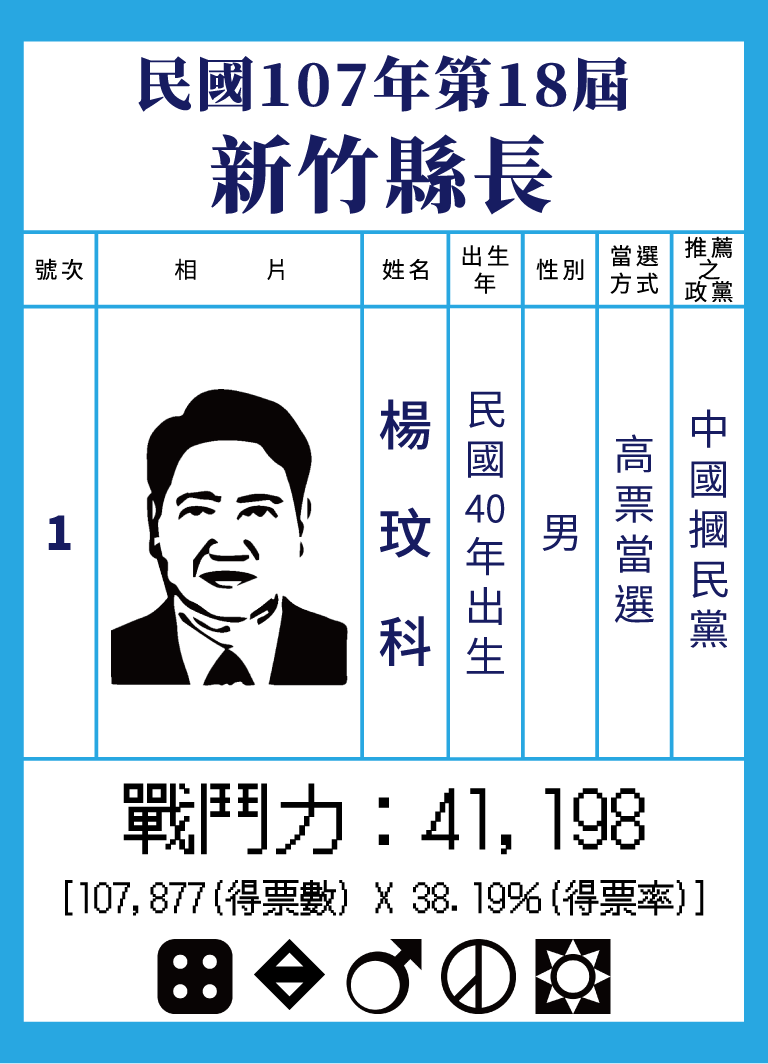 民國107年第18屆
新竹縣長
號次
相片
姓名
出生年
性別
當選方式
推薦之政黨
1
楊玟科
民國40年出生
男
高票當選
中國摑民黨
戰鬥力：41,198
[107,877(得票數) X 38.19%(得票率)]